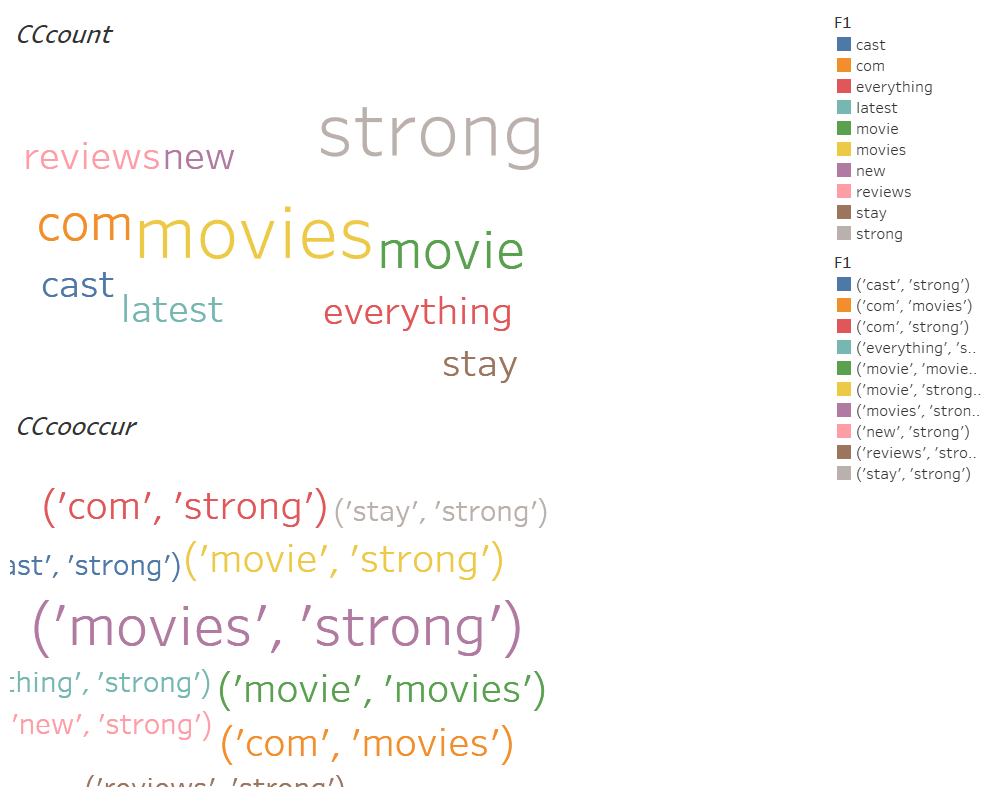 CCcount
strong
reviews new
com movies movie
cast
latest everything
stay
CCcooccur
('com', 'strong') ('stay', 'strong')
ast', 'strong') ('movie', 'strong')
('movies', 'strong')
thing', 'strong') ('movie', 'movies')
'new', 'strong') ('com', 'movies')
('reviews', 'strong')
F1
cast
com
everything
latest
movie
movies
new
reviews
stay
strong
F1
('cast', 'strong')
('com', 'movies')
('com', 'strong')
('everything', 's..
('movie', 'movie..
('movie', 'strong..
('movies', 'stron..
('new', 'strong')
('reviews', 'stro..
('stay', 'strong')